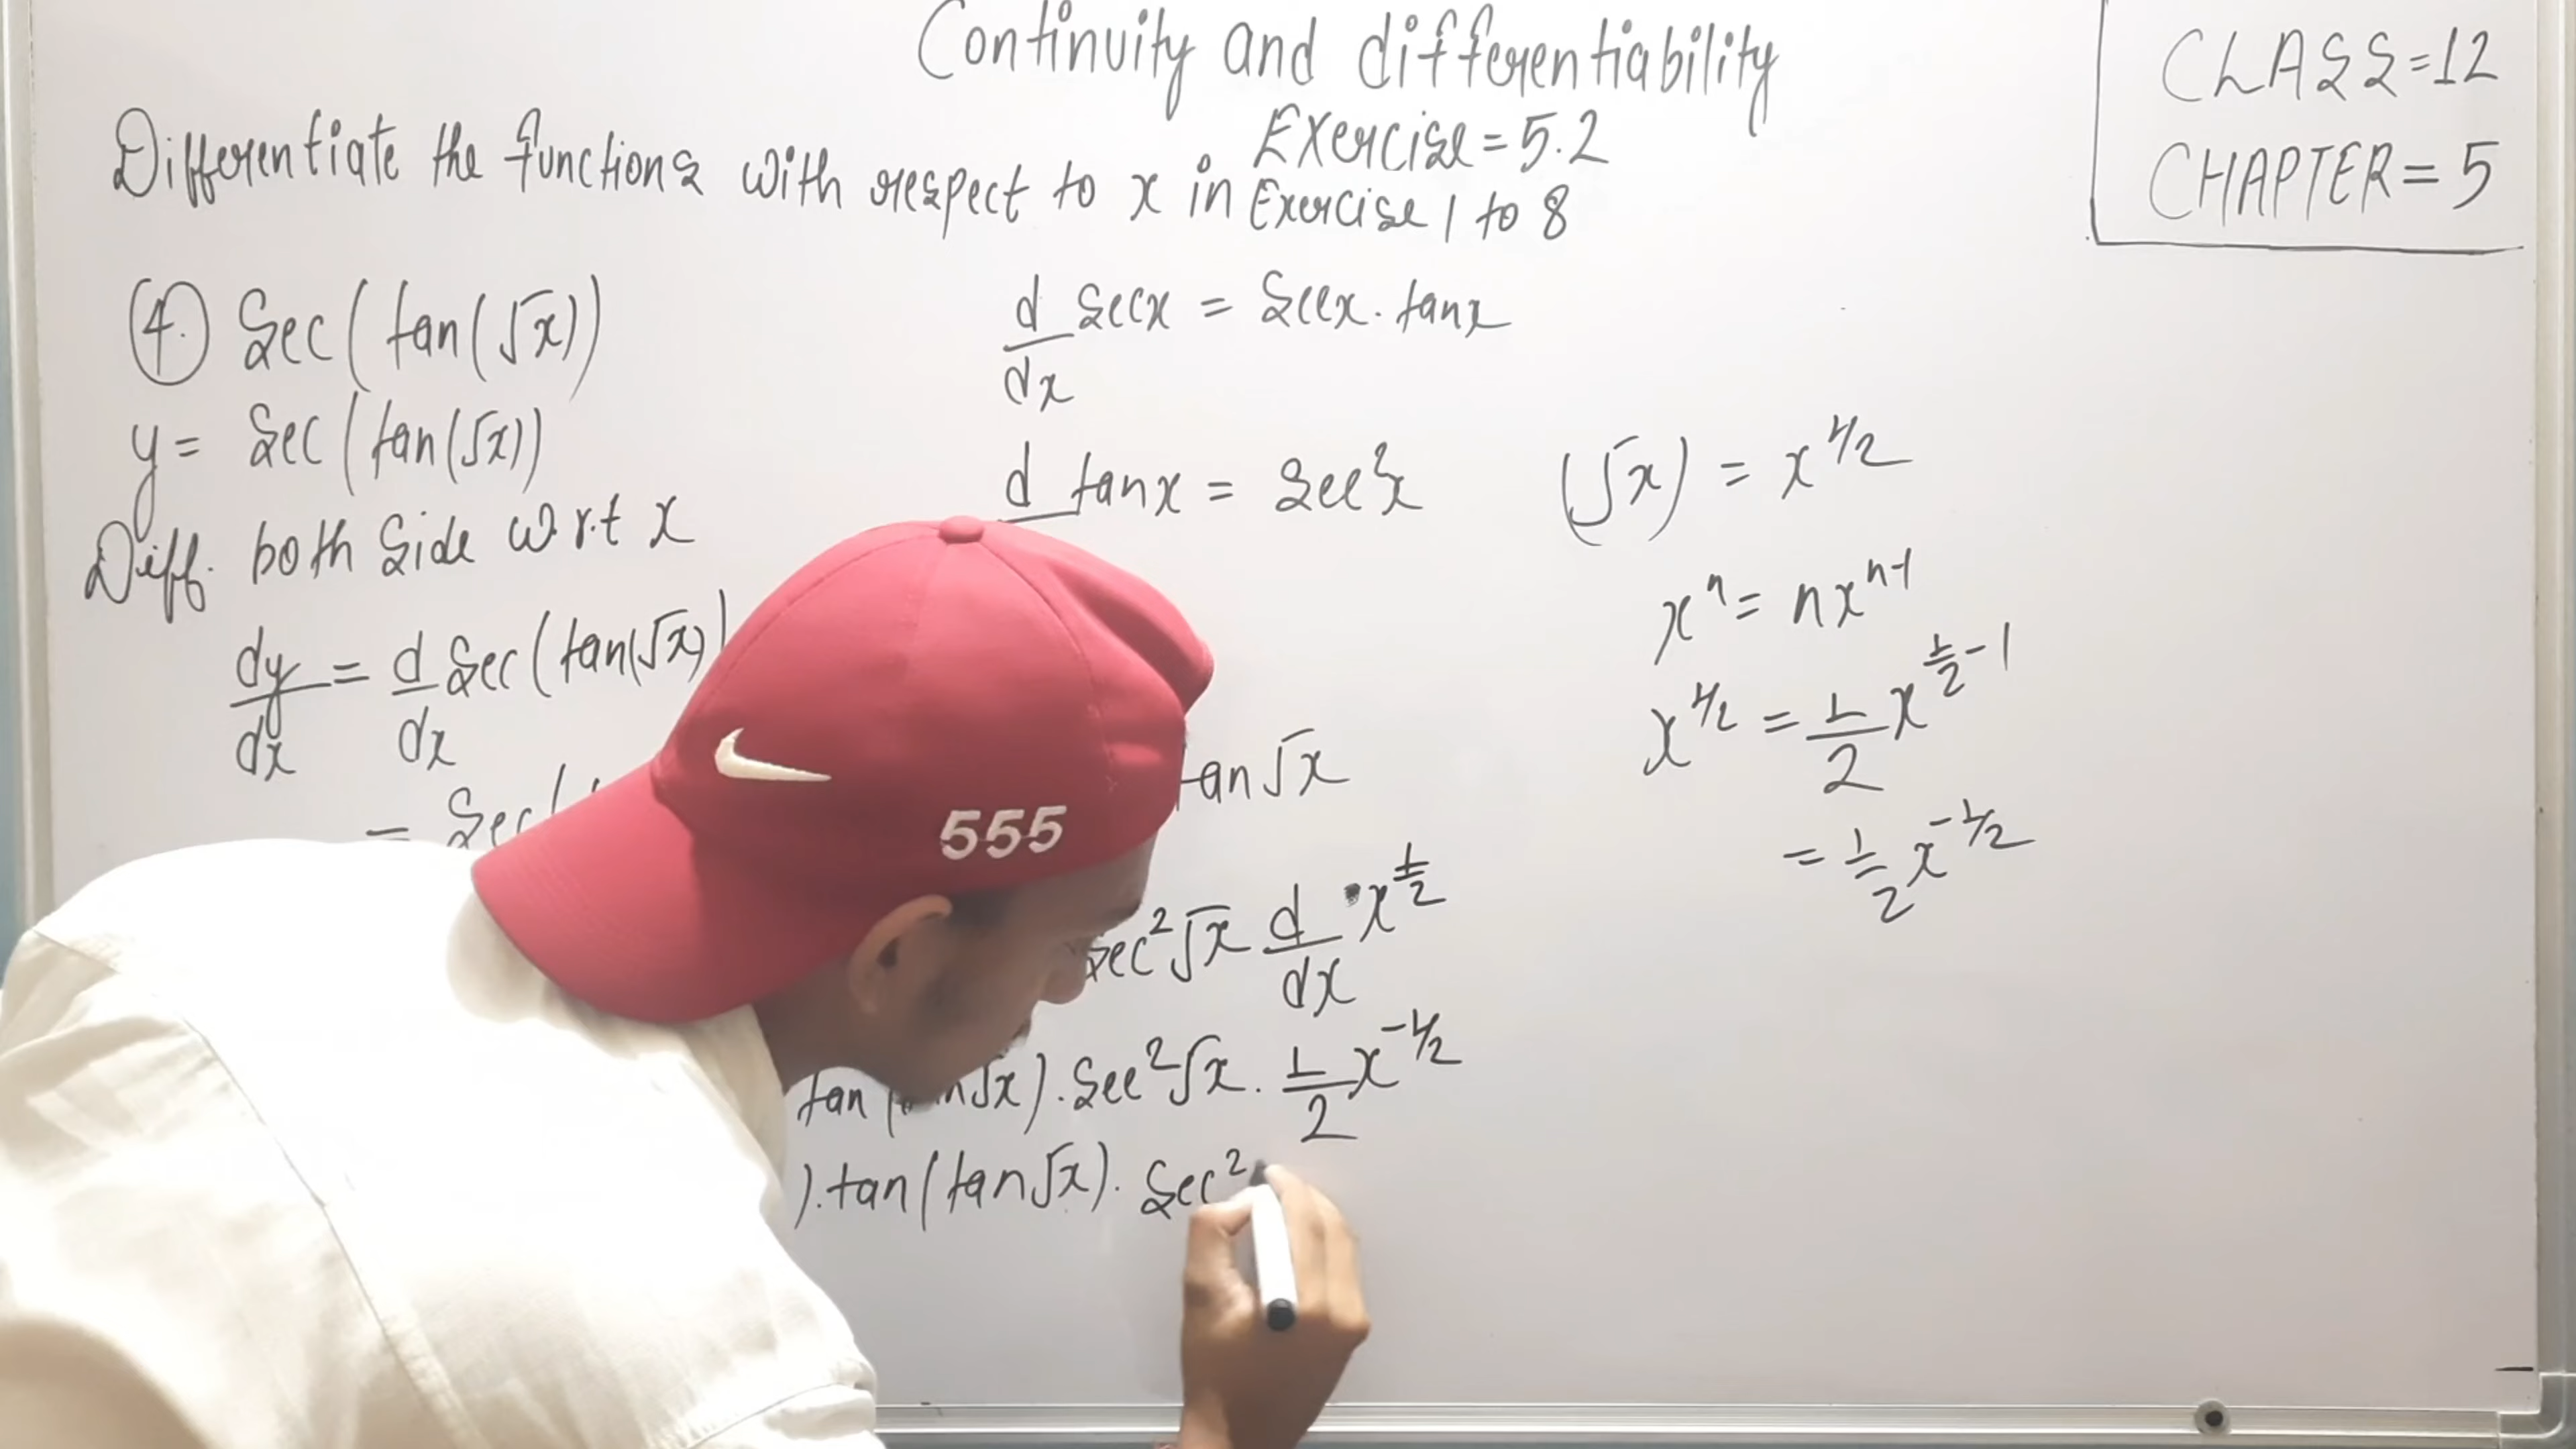 Continuity and differentiability
CLASS=12
CHAPTER=5
Exercise=5.2
Differentiate the functions with respect to x in Exercise 1 to 8
(4.) Sec(tan(√x))
d/dx Secx = Secx.tanx
y= Sec(tan(√x))
d tanx = Sec²x
(√x) = x^1/2
Diff. both Side w.r.t x
xⁿ= nx^n-1
dy/dx = d/dx Sec(tan(√x)
x^1/2 = 1/2 x^1/2-1
= Sec(
tan√x
= 1/2 x^-1/2
Sec²√x d/dx x^1/2
tan(tan√x).Sec²√x. 1/2 x^-1/2
).tan(tan√x). Sec²
555